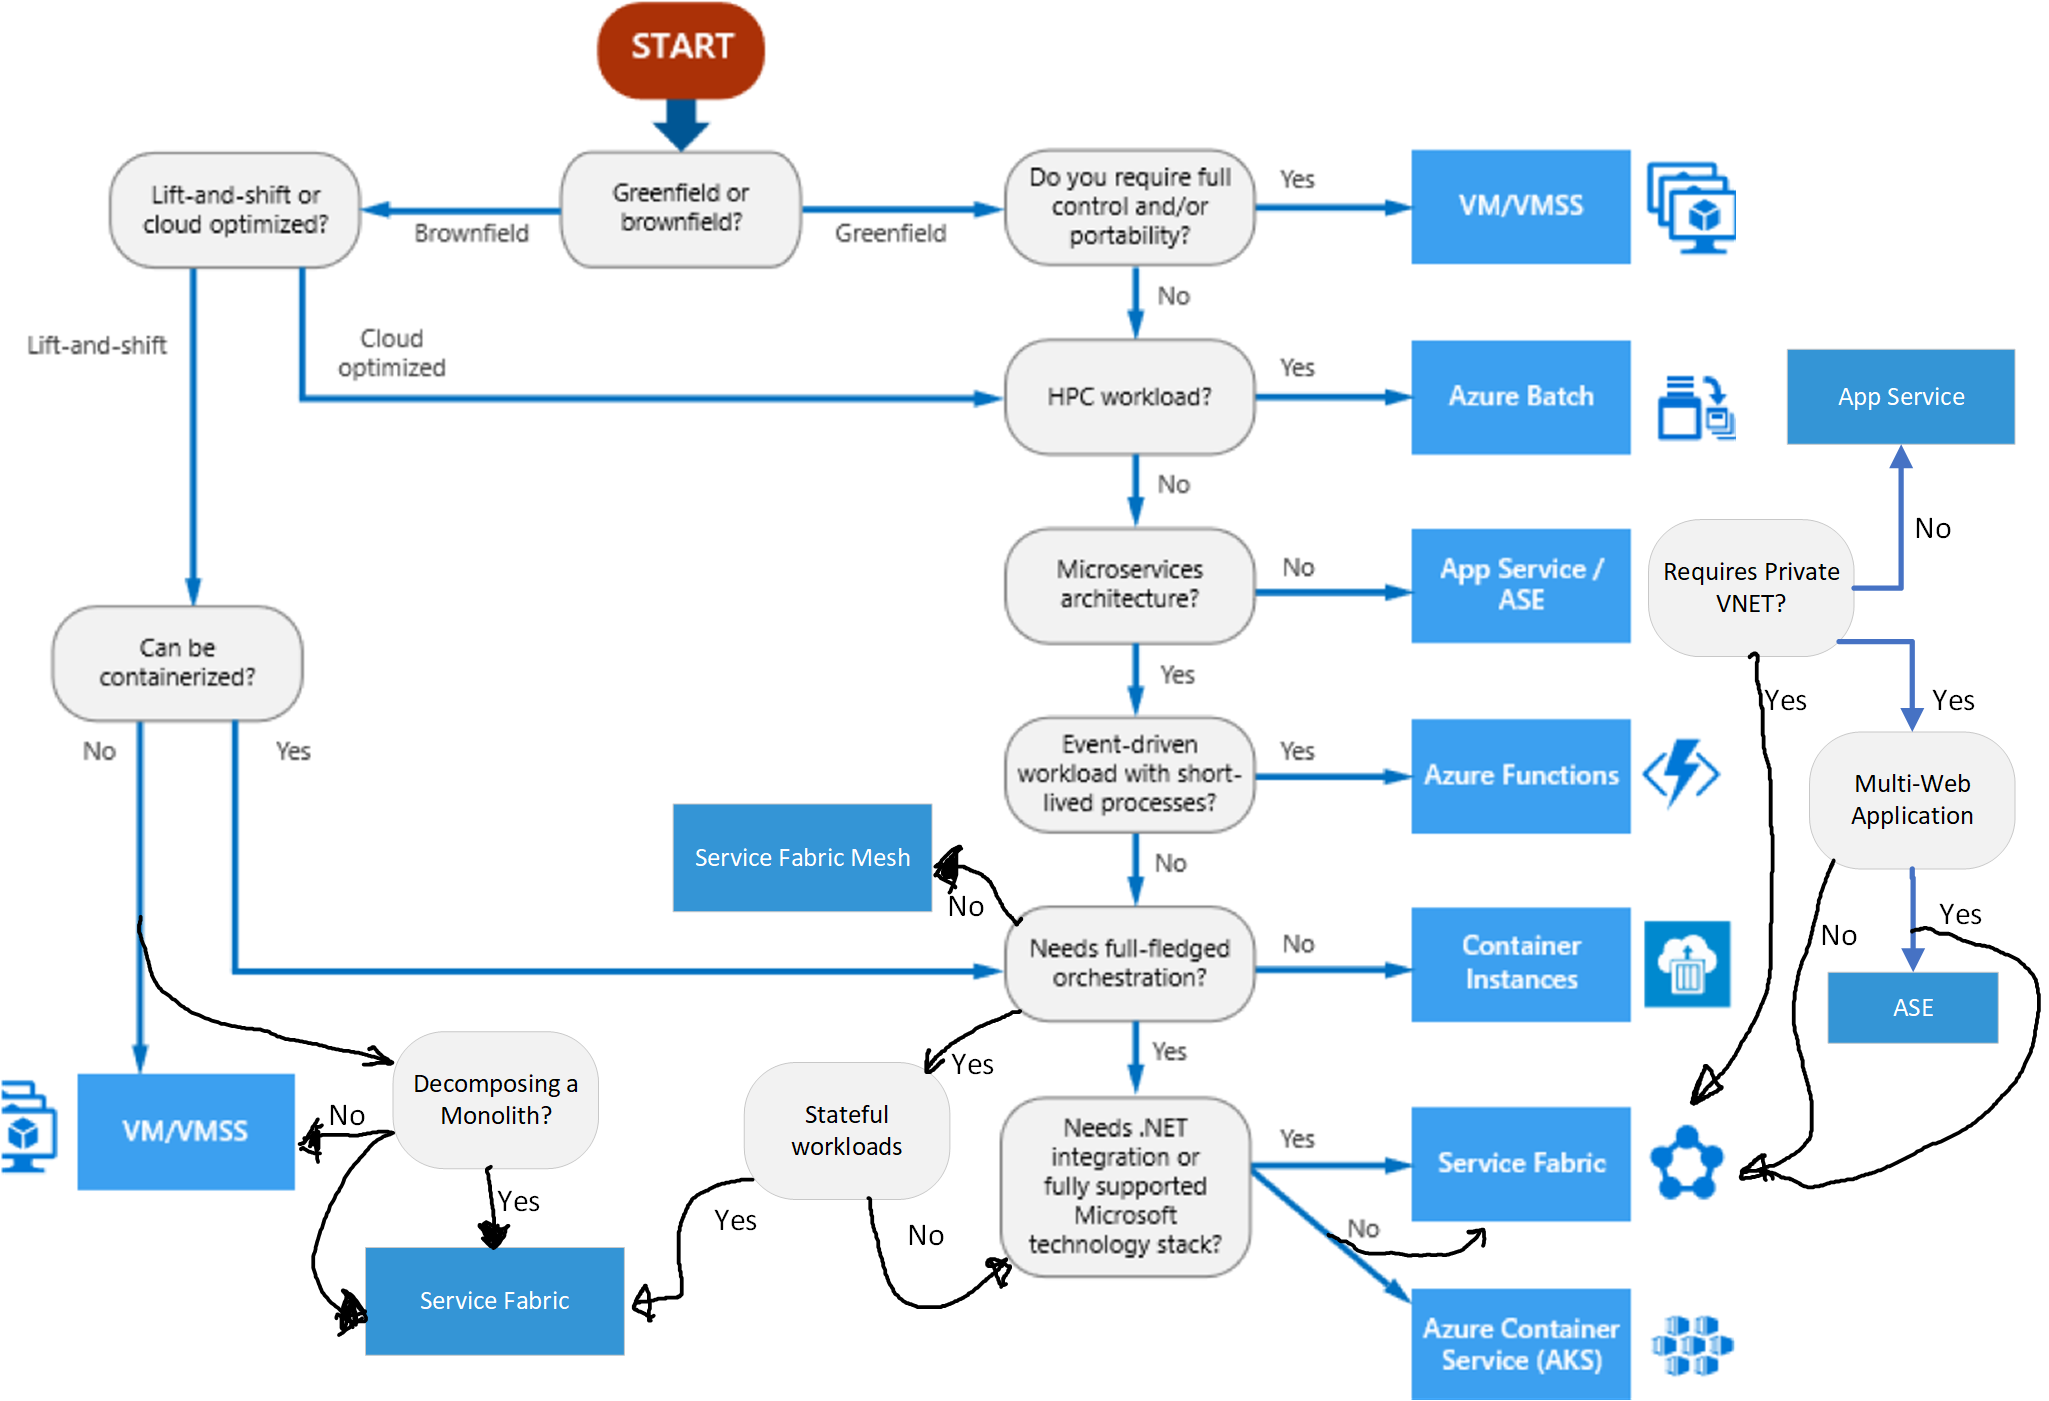 START
Lift-and-shift or
cloud optimized?
Brownfield
Greenfield or
brownfield?
Greenfield
Do you require full
control and/or
portability?
Yes
VM/VMSS
No
Lift-and-shift
Cloud
optimized
HPC workload?
Yes
Azure Batch
App Service
No
Microservices
architecture?
No
App Service /
ASE
Requires Private
VNET?
No
Yes
Yes
Yes
Can be
containerized?
No
Yes
Event-driven
workload with short-
lived processes?
Yes
Azure Functions
Multi-Web
Application
No
Service Fabric Mesh
No
Needs full-fledged
orchestration?
No
Container
Instances
No
Yes
ASE
Yes
Yes
Decomposing a
Monolith?
No
VM/VMSS
Yes
Stateful
workloads
Yes
No
Needs .NET
integration or
fully supported
Microsoft
technology stack?
Yes
Service Fabric
No
Service Fabric
Azure Container
Service (AKS)